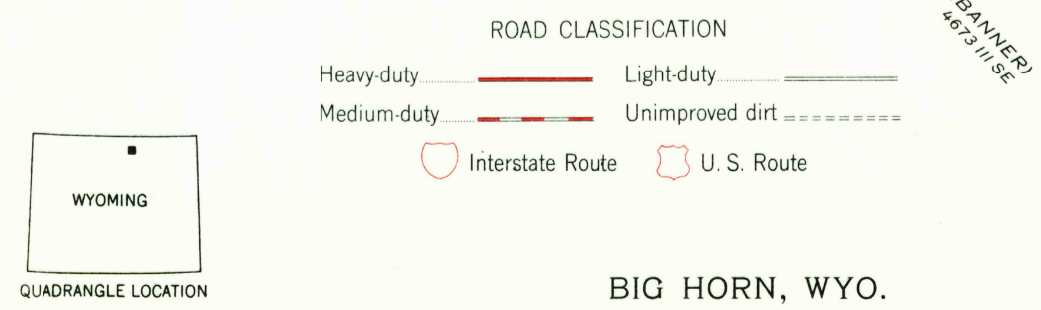 ROAD CLASSIFICATION
BANNER)
4673 III SE
Heavy-duty Light-duty
Medium-duty Unimproved dirt
Interstate Route U. S. Route
WYOMING
QUADRANGLE LOCATION
BIG HORN, WYO.